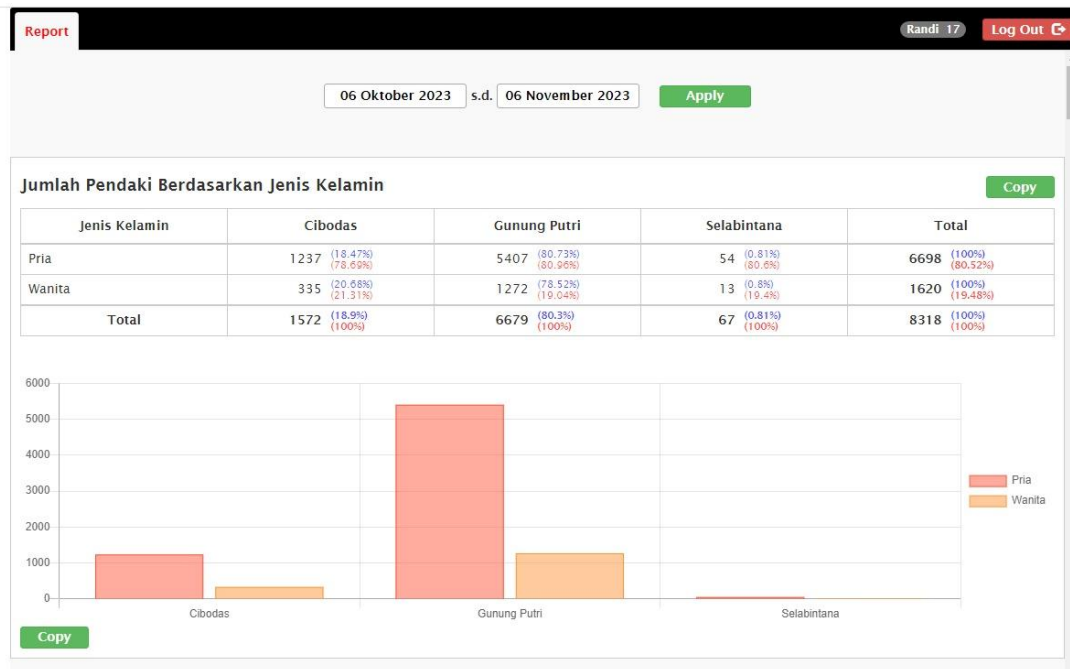 Report
Randi 17
Log Out
06 Oktober 2023 s.d. 06 November 2023 Apply
Jumlah Pendaki Berdasarkan Jenis Kelamin
Copy
Jenis Kelamin Cibodas Gunung Putri Selabintana Total
Pria 1237 (18.47%) (78.69%) 5407 (80.73%) (80.96%) 54 (0.81%) (80.6%) 6698 (100%) (80.52%)
Wanita 335 (20.68%) (21.31%) 1272 (78.52%) (19.04%) 13 (0.8%) (19.4%) 1620 (100%) (19.48%)
Total 1572 (18.9%) (100%) 6679 (80.3%) (100%) 67 (0.81%) (100%) 8318 (100%) (100%)
6000
5000
4000
3000
2000
1000
0
Cibodas Gunung Putri Selabintana
Pria
Wanita
Copy